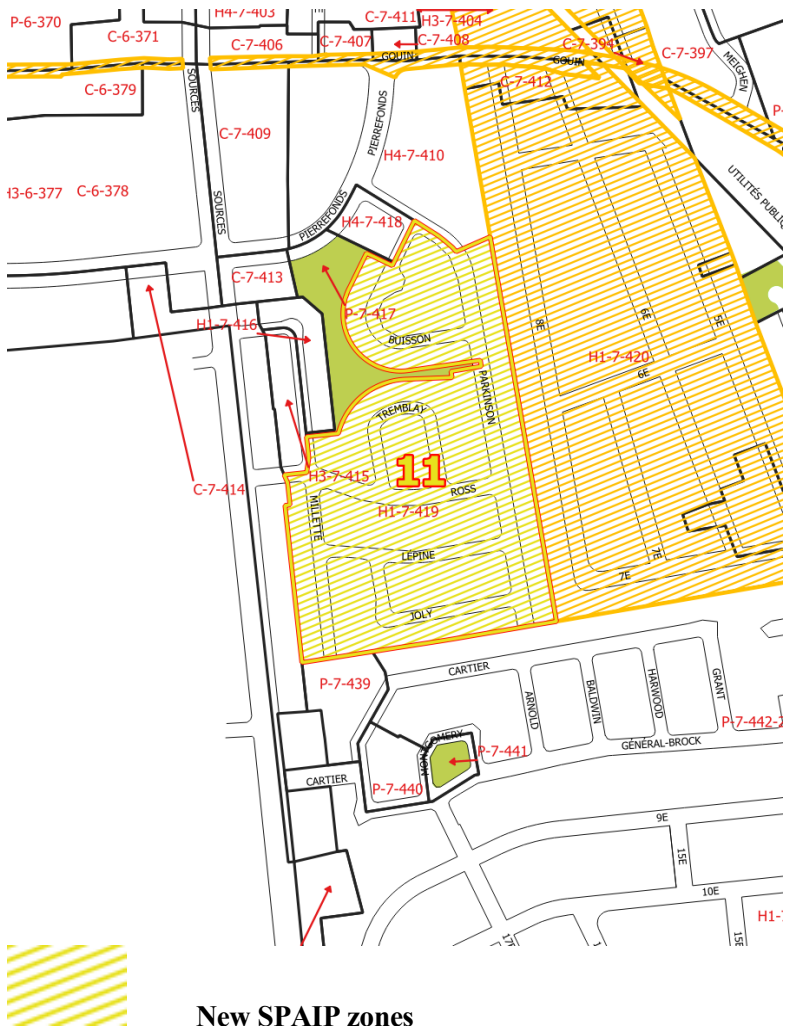 P-6-370
H4-7-403
C-7-411
H3-7-404
C-6-371
C-7-406
C-7-407
C-7-408
C-7-394
C-7-397
MEIGHEN
GOUIN
GOUIN
C-6-379
SOURCES
C-7-412
C-7-409
PIERREFONDS
H4-7-410
C-6-378
SOURCES
PIERREFONDS
H4-7-418
C-7-413
P-7-417
H1-7-416
BUISSON
PARKINSON
8E
6E
5E
H1-7-420
6E
TREMBLAY
11
C-7-414
H3-7-415
ROSS
MILLETTE
H1-7-419
LÉPINE
7E
7E
JOLY
P-7-439
CARTIER
ARNOLD
BALDWIN
HARWOOD
GRANT
P-7-441
GÉNÉRAL-BROCK
CARTIER
P-7-440
9E
15E
10E
New SPAIP zones